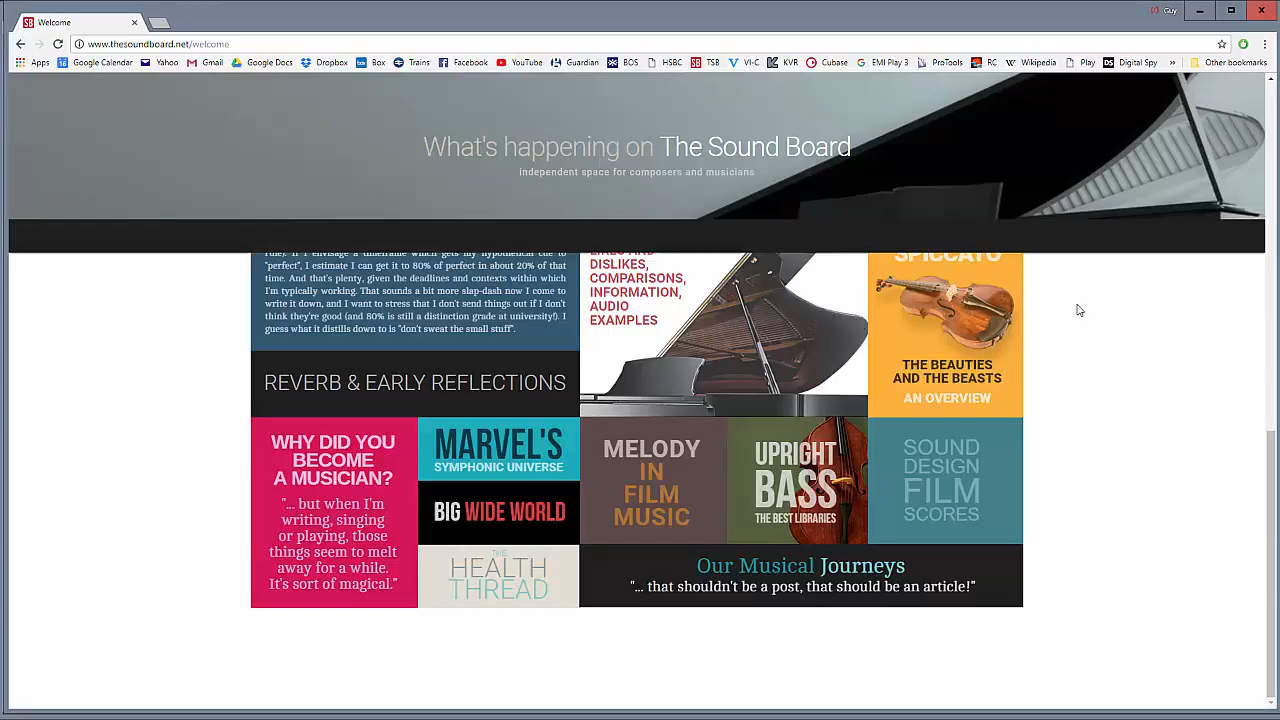 Welcome
Guy
www.thesoundboard.net/welcome
Apps
Google Calendar
Yahoo
Gmail
Google Docs
Dropbox
Box
Trains
Facebook
YouTube
Guardian
BOS
HSBC
TSB
VI-C
KVR
Cubase
EMI Play 3
ProTools
RC
Wikipedia
Play
Digital Spy
»
Other bookmarks
What's happening on The Sound Board
independent space for composers and musicians
rule). If I envisage a timeframe which gets my hypothetical cue to
"perfect", I estimate I can get it to 80% of perfect in about 20% of that
time. And that's plenty, given the deadlines and contexts within which
I'm typically working. That sounds a bit more slap-dash now I come to
write it down, and I want to stress that I don't send things out if I don't
think they're good (and 80% is still a distinction grade at university!). I
guess what it distills down to is "don't sweat the small stuff".
REVERB & EARLY REFLECTIONS
LIKES AND
DISLIKES,
COMPARISONS,
INFORMATION,
AUDIO
EXAMPLES
SPICCATO
THE BEAUTIES
AND THE BEASTS
AN OVERVIEW
WHY DID YOU
BECOME
A MUSICIAN?
"... but when I'm
writing, singing
or playing, those
things seem to melt
away for a while.
It's sort of magical."
MARVEL'S
SYMPHONIC UNIVERSE
BIG WIDE WORLD
THE
HEALTH
THREAD
MELODY
IN
FILM
MUSIC
UPRIGHT
BASS
THE BEST LIBRARIES
SOUND
DESIGN
FILM
SCORES
Our Musical Journeys
"... that shouldn't be a post, that should be an article!"